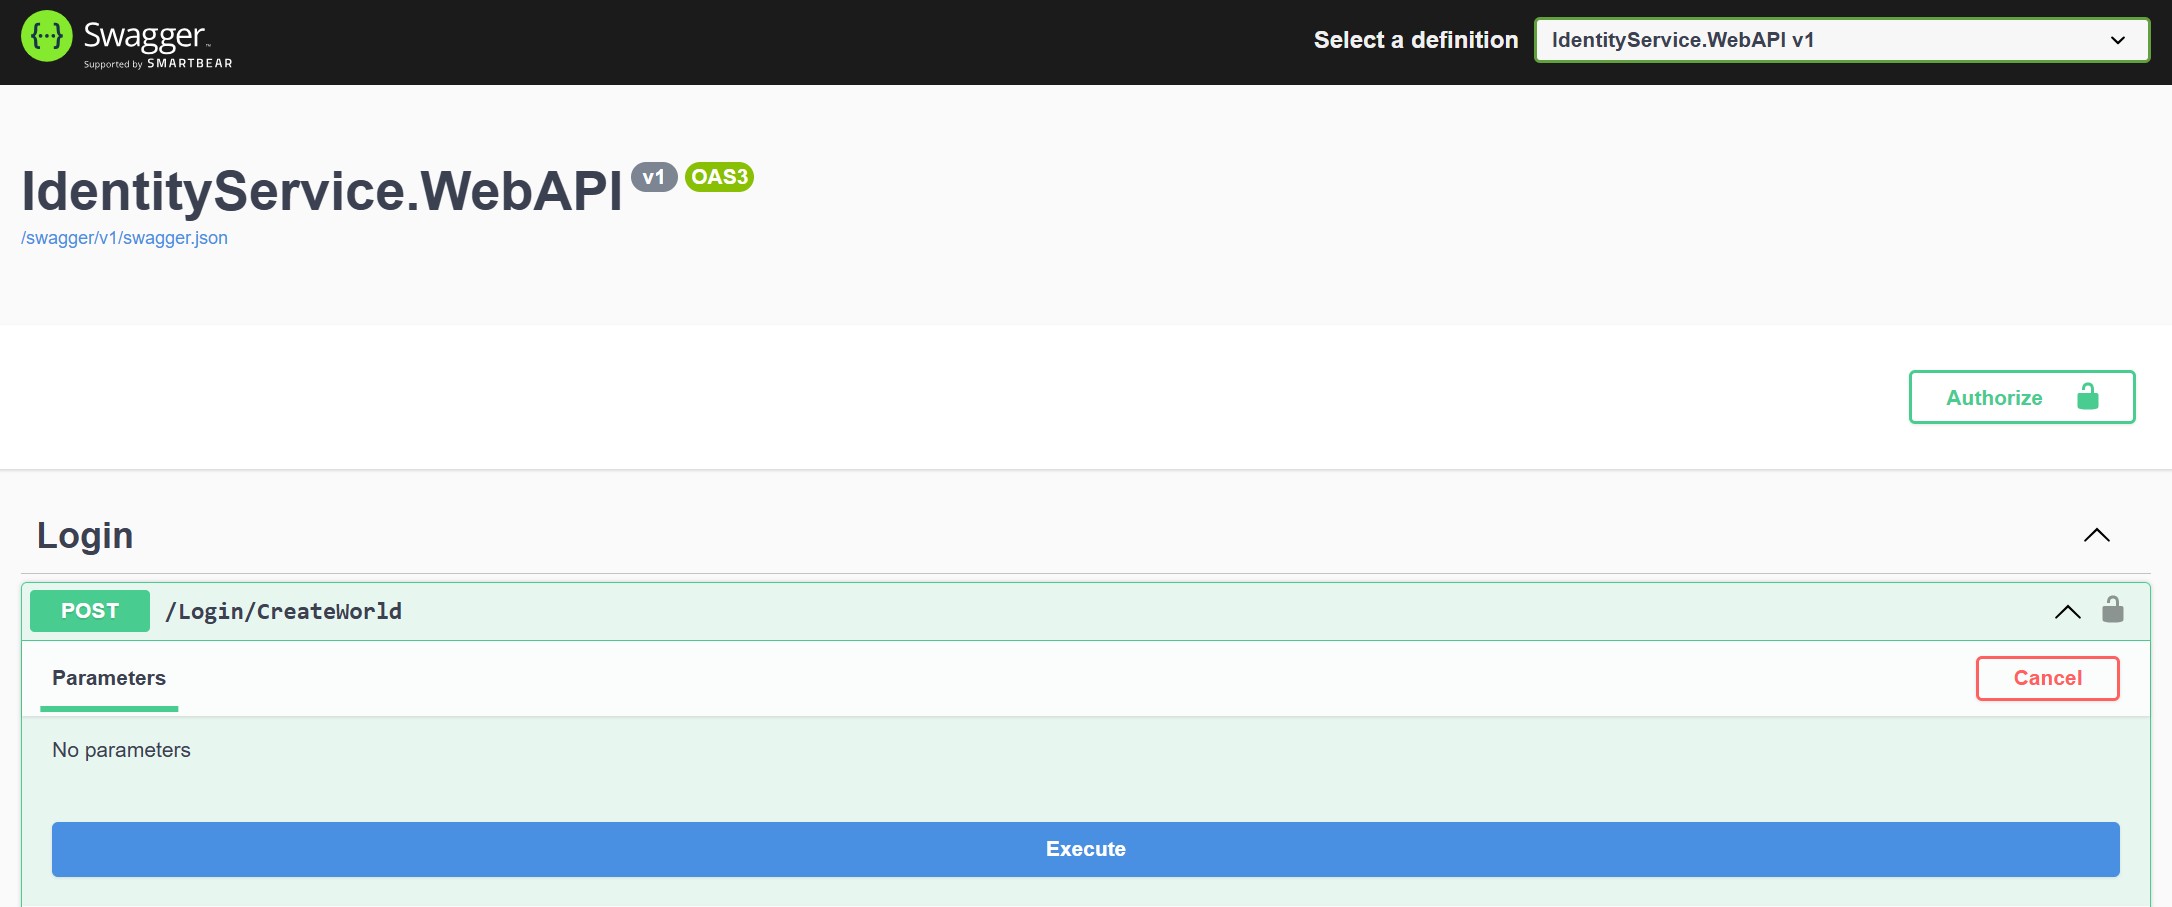 {···} Swagger™
Supported by SMARTBEAR
Select a definition
IdentityService.WebAPI v1
IdentityService.WebAPI v1 OAS3
/swagger/v1/swagger.json
Authorize
Login
POST /Login/CreateWorld
Parameters
Cancel
No parameters
Execute